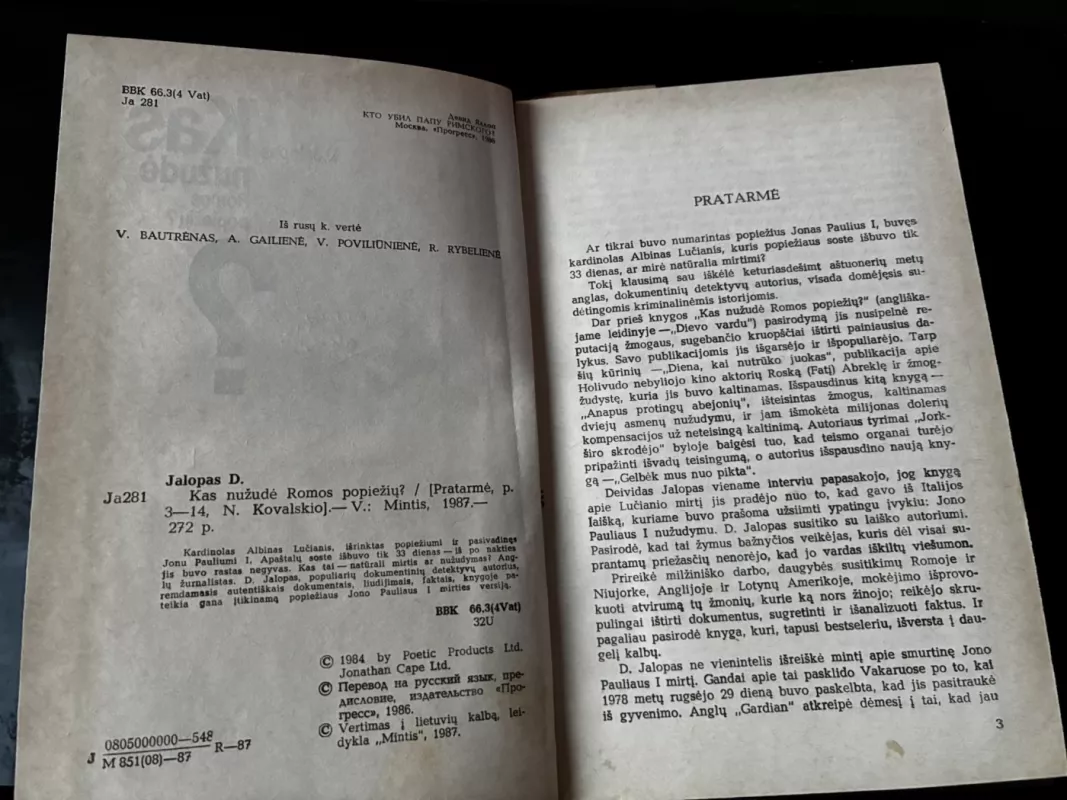 BBK 66.3(4 Vat)
Ja 281
Девид Яллоп
КТО УБИЛ ПАПУ РИМСКОГО?
Москва, «Прогресс», 1986
Iš rusų k. vertė
V. BAUTRĖNAS, A. GAILIENĖ, V. POVILIŪNIENĖ, R. RYBELIENĖ
Jalopas D.
Ja281 Kas nužudė Romos popiežių? / [Pratarmė, p.
3—14, N. Kovalskio].— V.: Mintis, 1987.—
272 p.
Kardinolas Albinas Lučianis, išrinktas popiežiumi ir pasivadinęs
Jonu Pauliumi I, Apaštalų soste išbuvo tik 33 dienas — iš po nakties
jis buvo rastas negyvas. Kas tai — natūrali mirtis ar nužudymas? Ang-
lų žurnalistas. D. Jalopas, populiarių dokumentinių detektyvų autorius,
remdamasis autentiškais dokumentais, liudijimais, faktais, knygoje pa-
teikia gana įtikinamą popiežiaus Jono Pauliaus I mirties versiją.
BBK 66.3(4Vat)
32U
© 1984 by Poetic Products Ltd.
Jonathan Cape Ltd.
© Перевод на русский язык, пре-
дисловие, издательство «Про-
гресс», 1986.
© Vertimas į lietuvių kalbą, lei-
dykla „Mintis“, 1987.
J 0805000000—548
M 851(08)—87 R—87
PRATARMĖ
Ar tikrai buvo numarintas popiežius Jonas Paulius I, buvęs
kardinolas Albinas Lučianis, kuris popiežiaus soste išbuvo tik
33 dienas, ar mirė natūralia mirtimi?
Tokį klausimą sau iškėlė keturiasdešimt aštuonerių metų
anglas, dokumentinių detektyvų autorius, visada domėjęsis su-
dėtingomis kriminalinėmis istorijomis.
Dar prieš knygos „Kas nužudė Romos popiežių?“ (angliška-
jame leidinyje —„Dievo vardu“) pasirodymą jis nusipelnė re-
putaciją žmogaus, sugebančio kruopščiai ištirti painiausius da-
lykus. Savo publikacijomis jis išgarsėjo ir išpopuliarėjo. Tarp
šių kūrinių —„Diena, kai nutrūko juokas“, publikacija apie
Holivudo nebyliojo kino aktorių Roską (Fatį) Abreklę ir žmog-
žudystę, kuria jis buvo kaltinamas. Išspausdinus kitą knygą —
„Anapus protingų abejonių“, išteisintas žmogus, kaltinamas
dviejų asmenų nužudymu, ir jam išmokėta milijonas dolerių
kompensacijos už neteisingą kaltinimą. Autoriaus tyrimai „Jork-
širo skrodėjo“ byloje baigėsi tuo, kad teismo organai turėjo
pripažinti išvadų teisingumą, o autorius išspausdino naują kny-
gą —„Gelbėk mus nuo pikta“.
Deividas Jalopas viename interviu papasakojo, jog knygą
apie Lučianio mirtį jis pradėjo nuo to, kad gavo iš Italijos
laišką, kuriame buvo prašoma užsiimti ypatingu įvykiu: Jono
Pauliaus I nužudymu. D. Jalopas susitiko su laiško autoriumi.
Pasirodė, kad tai žymus bažnyčios veikėjas, kuris dėl visai su-
prantamų priežasčių nenorėjo, kad jo vardas iškiltų viešumon.
Prireikė milžiniško darbo, daugybės susitikimų Romoje ir
Niujorke, Anglijoje ir Lotynų Amerikoje, mokėjimo išprovo-
kuoti atvirumą tų žmonių, kurie ką nors žinojo; reikėjo skru-
pulingai ištirti dokumentus, sugretinti ir išanalizuoti faktus. Ir
pagaliau pasirodė knyga, kuri, tapusi bestseleriu, išversta į dau-
gelį kalbų.
D. Jalopas ne vienintelis išreiškė mintį apie smurtinę Jono
Pauliaus I mirtį. Gandai apie tai pasklido Vakaruose po to, kai
1978 metų rugsėjo 29 dieną buvo paskelbta, kad jis pasitraukė
iš gyvenimo. Anglų „Gardian“ atkreipė dėmesį į tai, kad jau
3